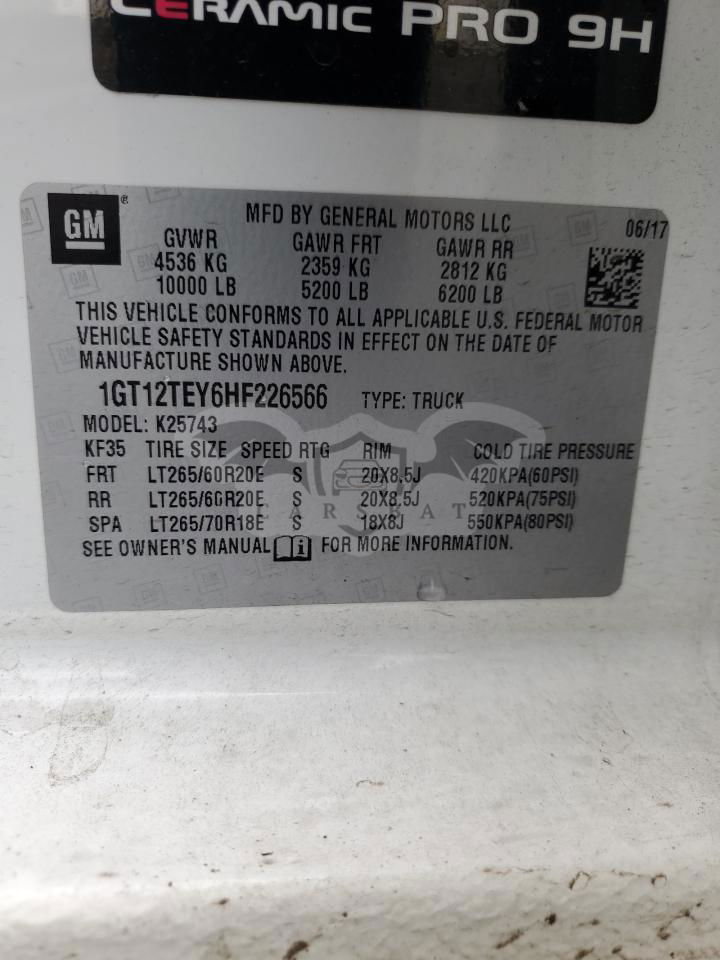 CERAMIC PRO 9H
GM
MFD BY GENERAL MOTORS LLC 06/17
GVWR GAWR FRT GAWR RR
4536 KG 2359 KG 2812 KG
10000 LB 5200 LB 6200 LB
THIS VEHICLE CONFORMS TO ALL APPLICABLE U.S. FEDERAL MOTOR
VEHICLE SAFETY STANDARDS IN EFFECT ON THE DATE OF
MANUFACTURE SHOWN ABOVE.
1GT12TEY6HF226566 TYPE: TRUCK
MODEL: K25743
KF35 TIRE SIZE SPEED RTG RIM COLD TIRE PRESSURE
FRT LT265/60R20E S 20X8.5J 420KPA(60PSI)
RR LT265/60R20E S 20X8.5J 520KPA(75PSI)
SPA LT265/70R18E S 18X8J 550KPA(80PSI)
CARSBAT
SEE OWNER'S MANUAL i FOR MORE INFORMATION.